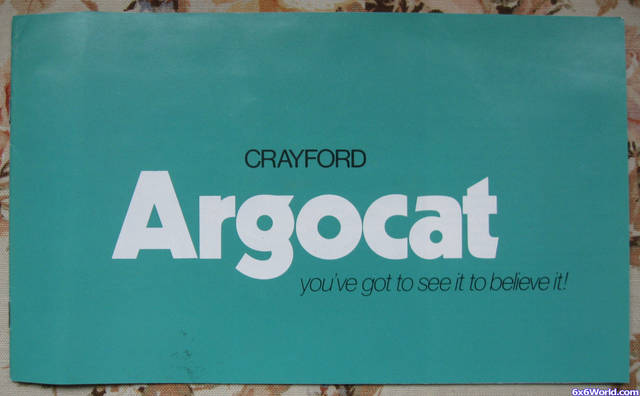 CRAYFORD
Argocat
you've got to see it to believe it!
6x6World.com